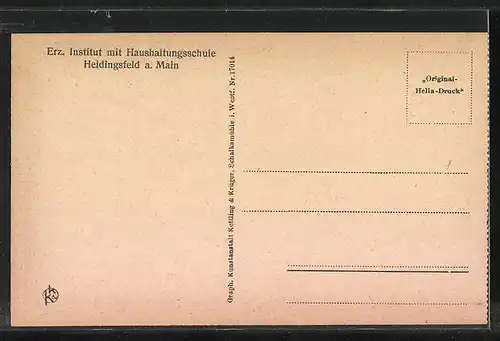 Erz. Institut mit Haushaltungsschule
Heidingsfeld a. Main
„Original-
Hella-Druck"
Graph. Kunstanstalt Kettling & Krüger, Schalksmühle i. Westf. Nr. 17014